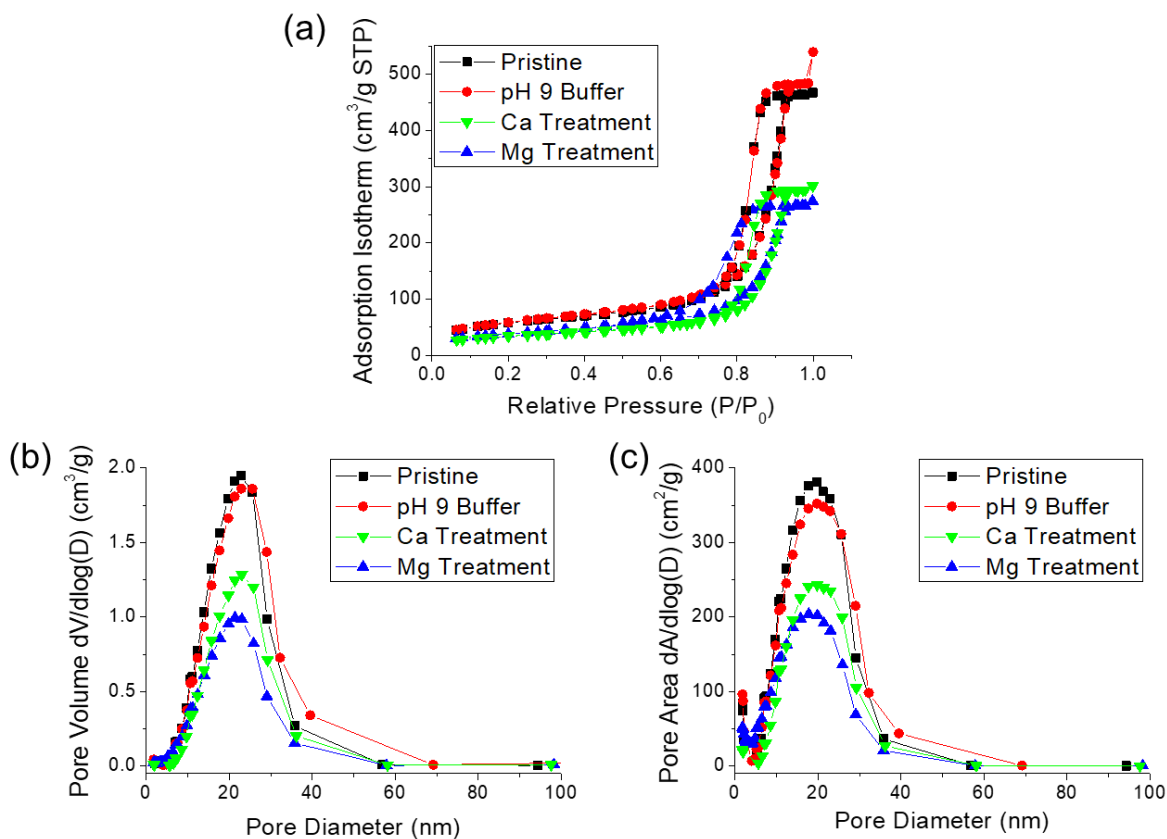 (a)
Adsorption Isotherm (cm³/g STP)
500
400
300
200
100
0
Pristine
pH 9 Buffer
Ca Treatment
Mg Treatment
0.0 0.2 0.4 0.6 0.8 1.0
Relative Pressure (P/P₀)
(b)
Pore Volume dV/dlog(D) (cm³/g)
2.0
1.5
1.0
0.5
0.0
Pristine
pH 9 Buffer
Ca Treatment
Mg Treatment
0 20 40 60 80 100
Pore Diameter (nm)
(c)
Pore Area dA/dlog(D) (cm²/g)
400
300
200
100
0
Pristine
pH 9 Buffer
Ca Treatment
Mg Treatment
0 20 40 60 80 100
Pore Diameter (nm)